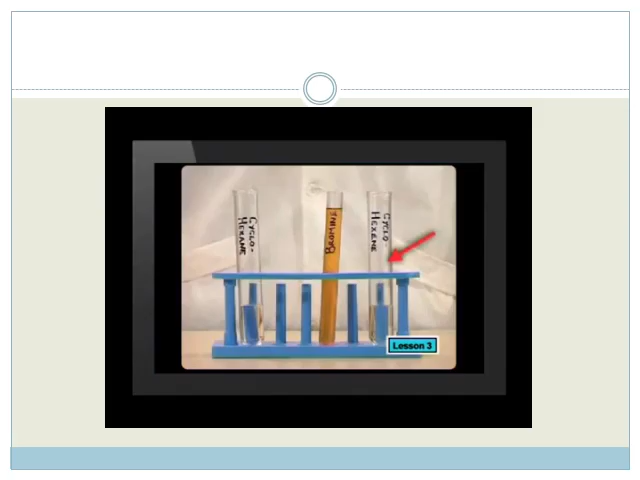 CYCLO-
HEXANE
BROMINE
CYCLO-
HEXENE
Lesson 3